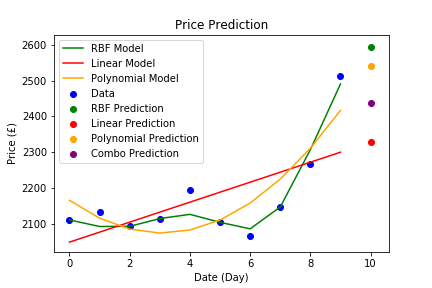 Price Prediction
2600
2500
2400
2300
2200
2100
Price (£)
RBF Model
Linear Model
Polynomial Model
Data
RBF Prediction
Linear Prediction
Polynomial Prediction
Combo Prediction
0 2 4 6 8 10
Date (Day)